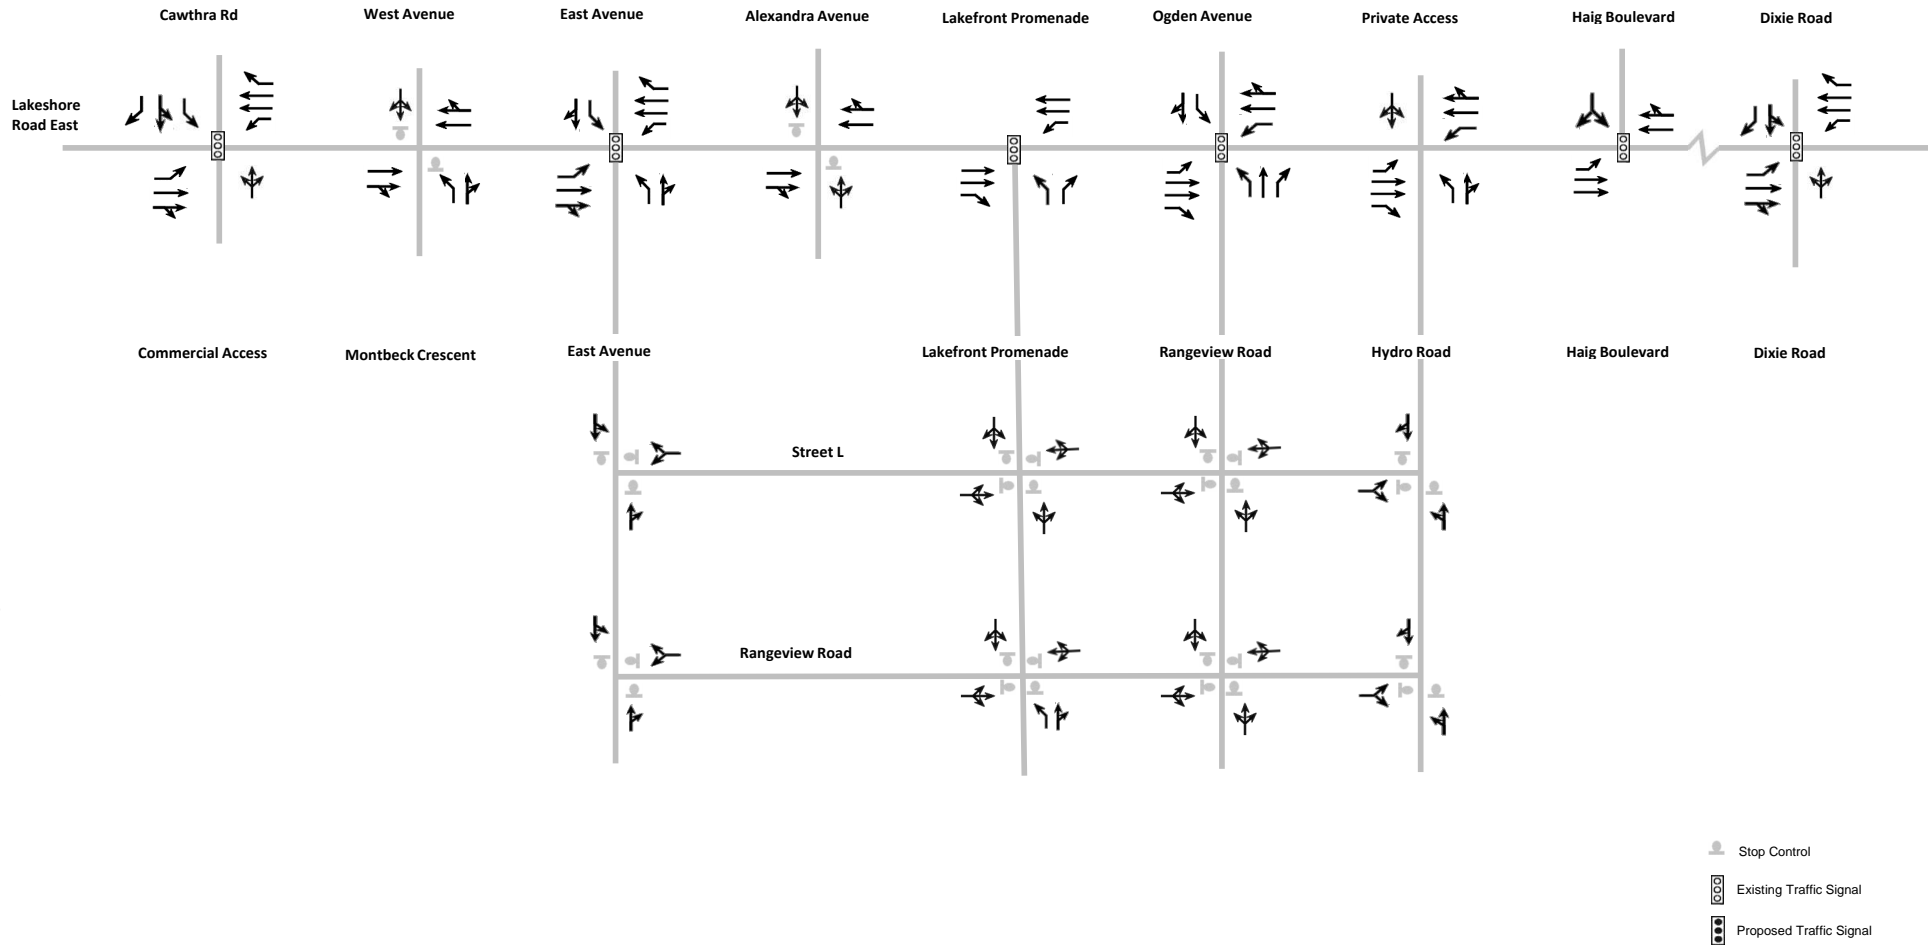 Cawthra Rd
West Avenue
East Avenue
Alexandra Avenue
Lakefront Promenade
Ogden Avenue
Private Access
Haig Boulevard
Dixie Road
Lakeshore
Road East
Commercial Access
Montbeck Crescent
East Avenue
Lakefront Promenade
Rangeview Road
Hydro Road
Haig Boulevard
Dixie Road
Street L
Rangeview Road
Stop Control
Existing Traffic Signal
Proposed Traffic Signal